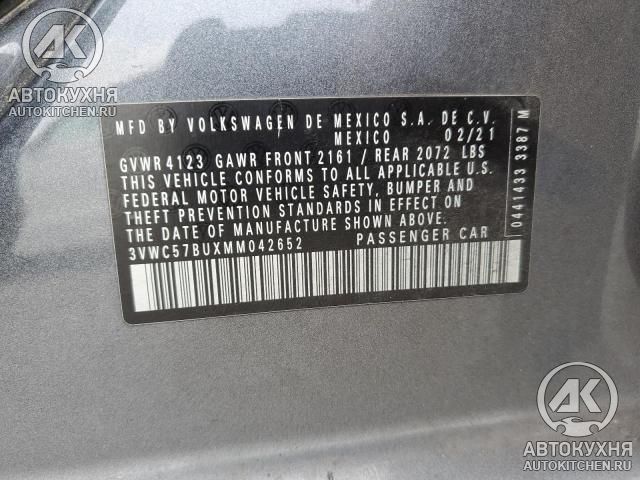 AK
АВТОКУХНЯ
AUTOKITCHEN.RU
MFD BY VOLKSWAGEN DE MEXICO S.A. DE C.V.
MEXICO 02/21
GVWR 4123 GAWR FRONT 2161 / REAR 2072 LBS
THIS VEHICLE CONFORMS TO ALL APPLICABLE U.S.
FEDERAL MOTOR VEHICLE SAFETY, BUMPER AND
THEFT PREVENTION STANDARDS IN EFFECT ON
THE DATE OF MANUFACTURE SHOWN ABOVE.
3VWC57BUXMM042652 PASSENGER CAR
0441433 3387 M
AK
АВТОКУХНЯ
AUTOKITCHEN.RU